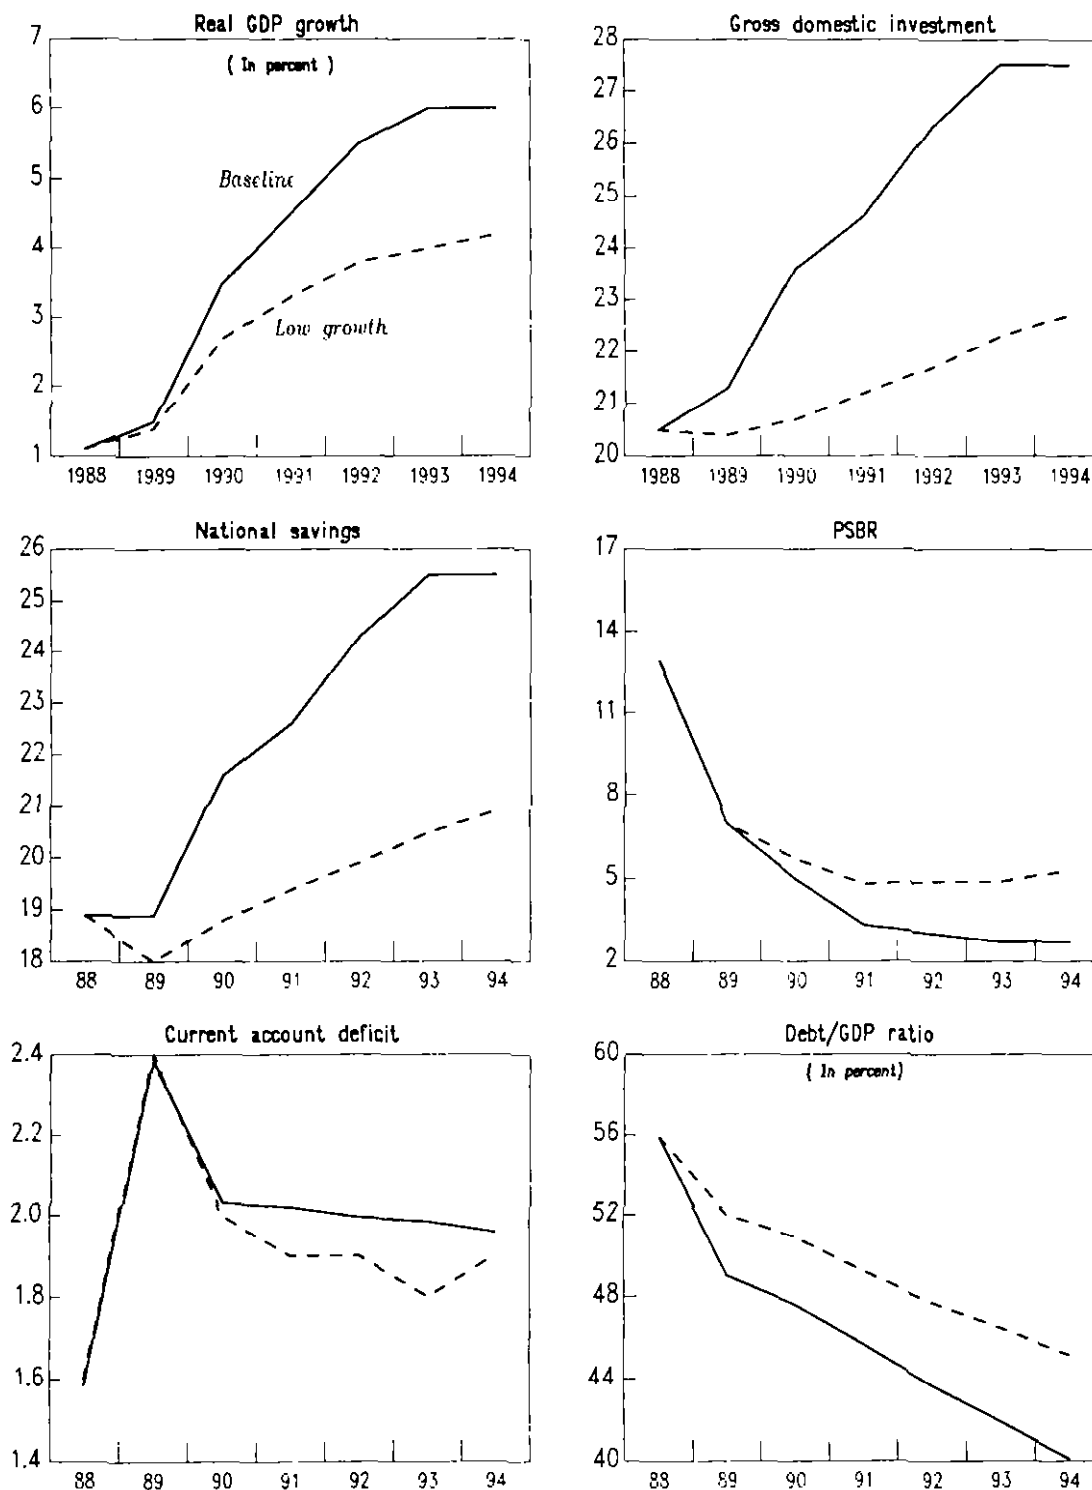 Real GDP growth
( In percent )
7
6
5
4
3
2
1
Baseline
Low growth
1988 1989 1990 1991 1992 1993 1994
Gross domestic investment
28
27
26
25
24
23
22
21
20
1988 1989 1990 1991 1992 1993 1994
National savings
26
25
24
23
22
21
20
19
18
88 89 90 91 92 93 94
PSBR
17
14
11
8
5
2
88 89 90 91 92 93 94
Current account deficit
2.4
2.2
2.0
1.8
1.6
1.4
88 89 90 91 92 93 94
Debt/GDP ratio
( In percent)
60
56
52
48
44
40
88 89 90 91 92 93 94